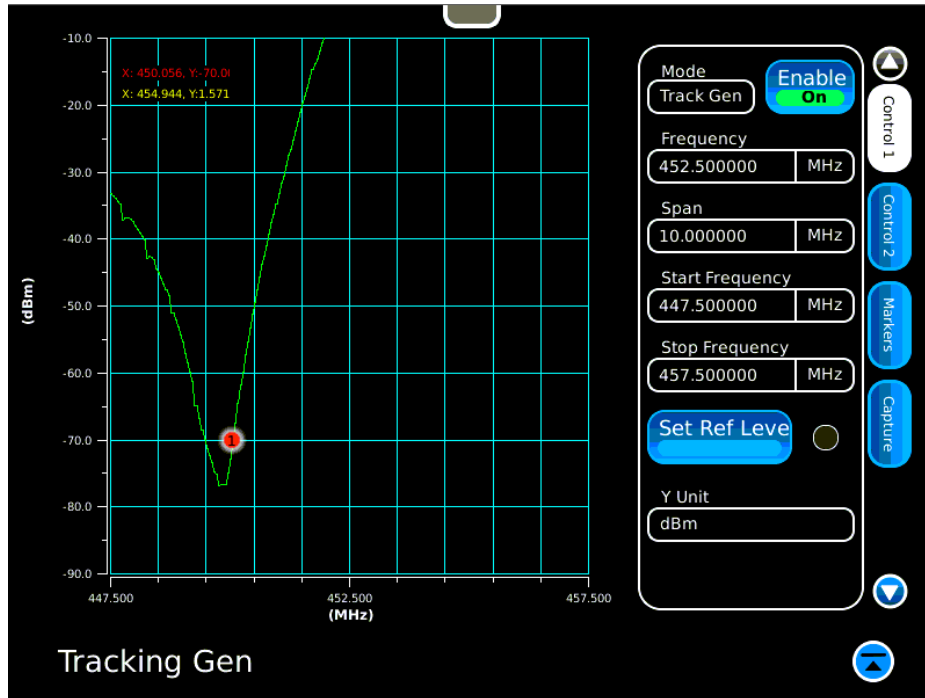 -10.0
-20.0
-30.0
-40.0
-50.0
-60.0
-70.0
-80.0
-90.0
(dBm)
X: 450.056, Y:-70.0
X: 454.944, Y:1.571
1
447.500
452.500
457.500
(MHz)
Tracking Gen
Mode
Track Gen
Enable
On
Frequency
452.500000 MHz
Span
10.000000 MHz
Start Frequency
447.500000 MHz
Stop Frequency
457.500000 MHz
Set Ref Leve
Y Unit
dBm
Control 1
Control 2
Markers
Capture